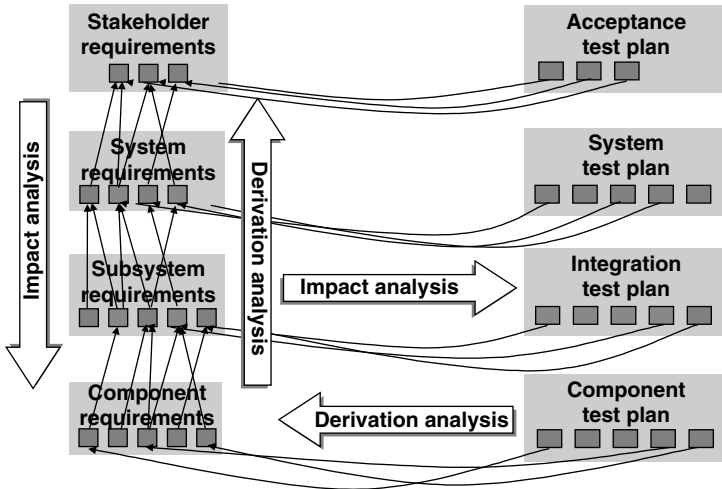 Stakeholder
requirements
Acceptance
test plan
Impact analysis
System
requirements
Derivation analysis
System
test plan
Subsystem
requirements
Impact analysis
Integration
test plan
Component
requirements
Derivation analysis
Component
test plan